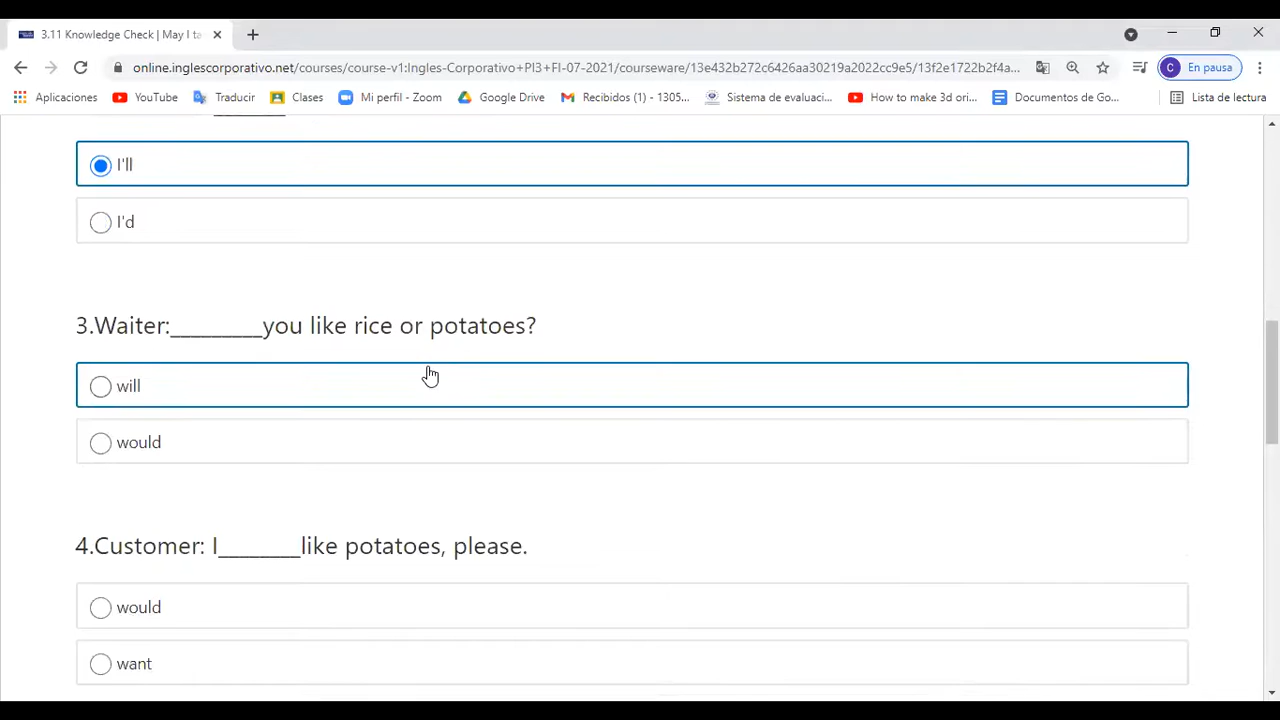 3.11 Knowledge Check | May I ta
online.inglescorporativo.net/courses/course-v1:Ingles-Corporativo+PI3+FI-07-2021/courseware/13e432b272c6426aa30219a2022cc9e5/13f2e1722b2f4a...
C En pausa
Aplicaciones YouTube Traducir Clases Mi perfil - Zoom Google Drive Recibidos (1) - 1305... Sistema de evaluaci... How to make 3d ori... Documentos de Go... Lista de lectura
I'll
I'd
3.Waiter:_________you like rice or potatoes?
will
would
4.Customer: I________like potatoes, please.
would
want